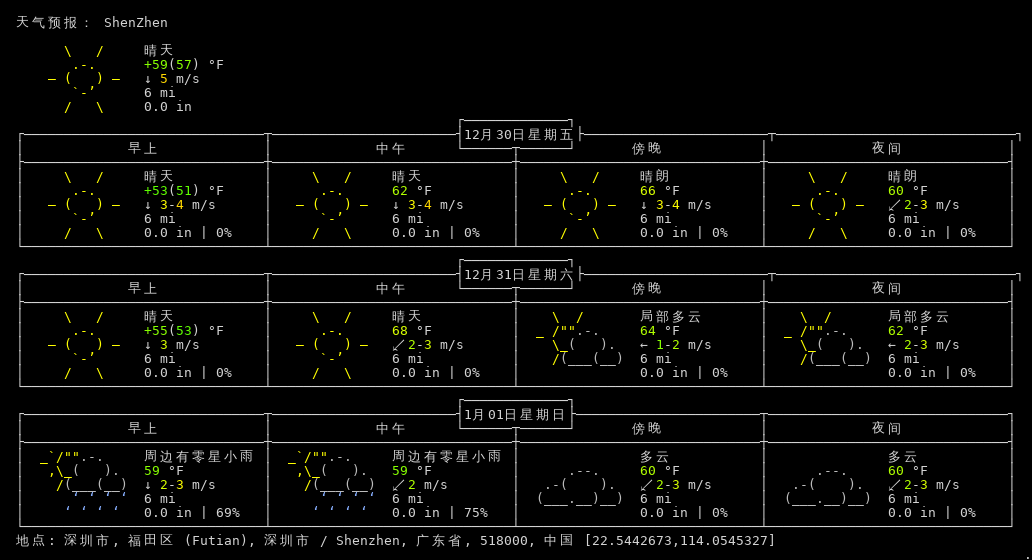 天气预报： ShenZhen
晴天
+59(57) °F
↓ 5 m/s
6 mi
0.0 in
12月30日星期五
早上 中午 傍晚 夜间
晴天 晴天 晴朗 晴朗
+53(51) °F 62 °F 66 °F 60 °F
↓ 3-4 m/s ↓ 3-4 m/s ↓ 3-4 m/s ↙ 2-3 m/s
6 mi 6 mi 6 mi 6 mi
0.0 in | 0% 0.0 in | 0% 0.0 in | 0% 0.0 in | 0%
12月31日星期六
早上 中午 傍晚 夜间
晴天 晴天 局部多云 局部多云
+55(53) °F 68 °F 64 °F 62 °F
↓ 3 m/s ↙ 2-3 m/s ← 1-2 m/s ← 2-3 m/s
6 mi 6 mi 6 mi 6 mi
0.0 in | 0% 0.0 in | 0% 0.0 in | 0% 0.0 in | 0%
1月01日星期日
早上 中午 傍晚 夜间
周边有零星小雨 周边有零星小雨 多云 多云
59 °F 59 °F 60 °F 60 °F
↓ 2-3 m/s ↙ 2 m/s ↙ 2-3 m/s ↙ 2-3 m/s
6 mi 6 mi 6 mi 6 mi
0.0 in | 69% 0.0 in | 75% 0.0 in | 0% 0.0 in | 0%
地点: 深圳市, 福田区 (Futian), 深圳市 / Shenzhen, 广东省, 518000, 中国 [22.5442673,114.0545327]